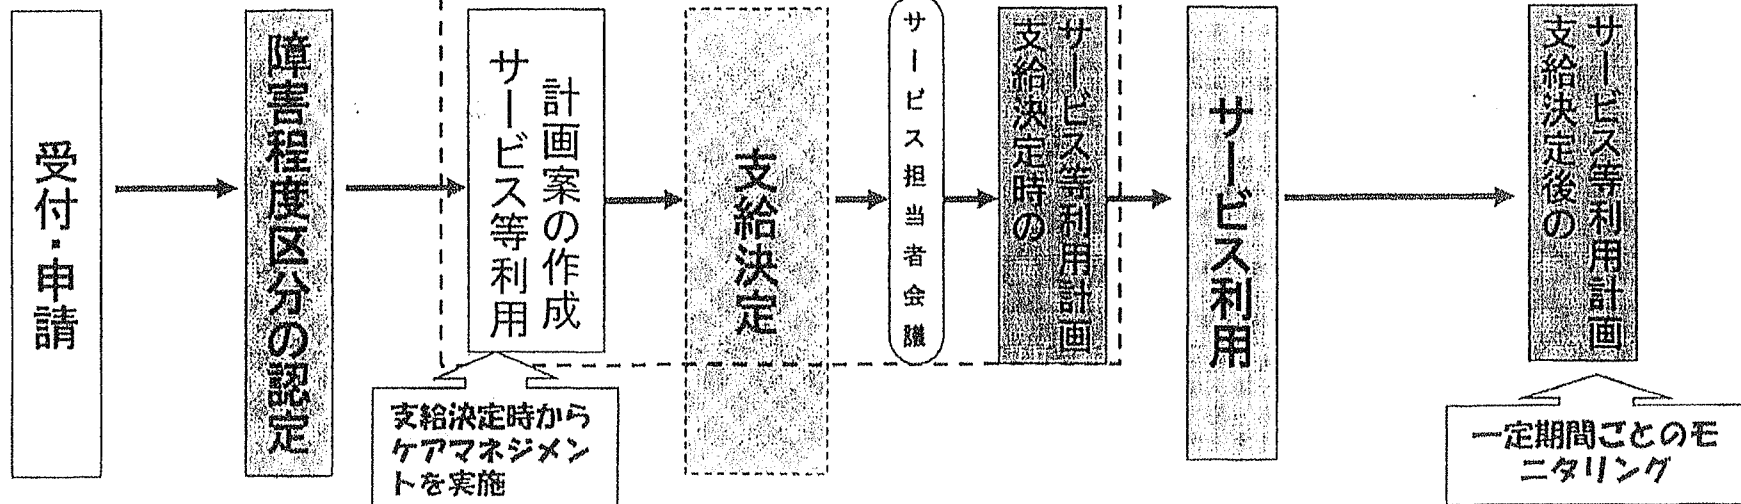 受付・申請
障害程度区分の認定
サービス等利用
計画案の作成
支給決定時から
ケアマネジメン
トを実施
支給決定
サービス担当者会議
支給決定時の
サービス等利用計画
サービス利用
支給決定後の
サービス等利用計画
一定期間ごとのモ
ニタリング